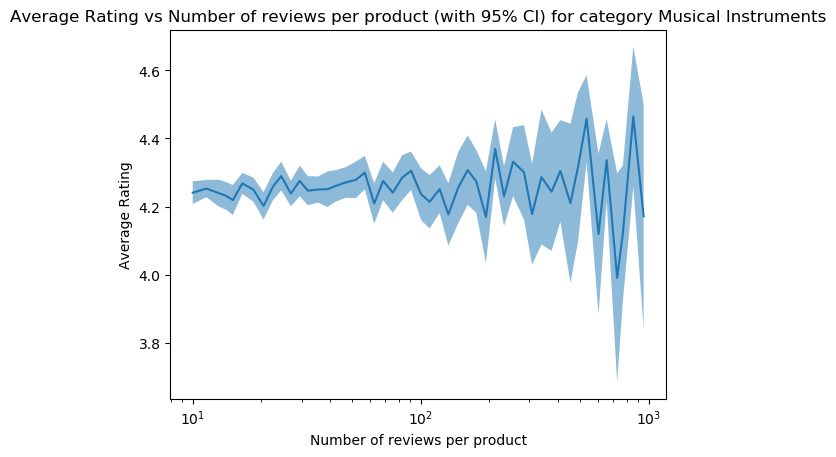 Average Rating vs Number of reviews per product (with 95% CI) for category Musical Instruments
4.6
4.4
4.2
4.0
3.8
Average Rating
10¹
10²
10³
Number of reviews per product